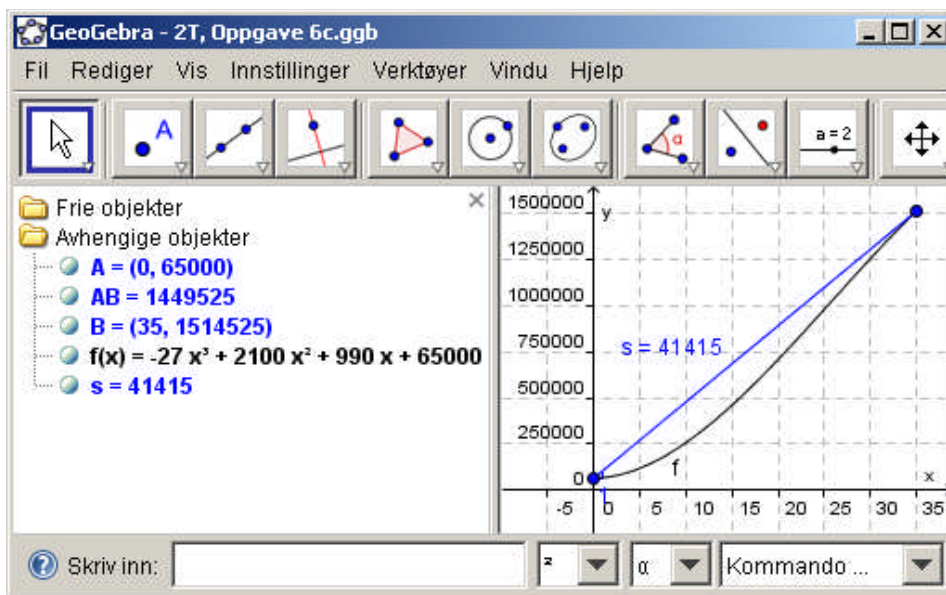 GeoGebra - 2T, Oppgave 6c.ggb
Fil Rediger Vis Innstillinger Verktøyer Vindu Hjelp
A α a = 2
Frie objekter
Avhengige objekter
A = (0, 65000)
AB = 1449525
B = (35, 1514525)
f(x) = -27 x³ + 2100 x² + 990 x + 65000
s = 41415
1500000 y
1250000
1000000
750000
s = 41415
500000
250000
f
0 x
-5 0 5 10 15 20 25 30 35
Skriv inn: ² α Kommando ...